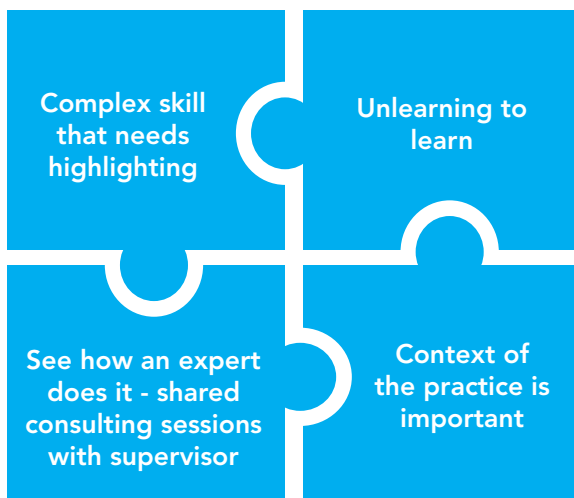 Complex skill
that needs
highlighting
Unlearning to
learn
See how an expert
does it - shared
consulting sessions
with supervisor
Context of
the practice is
important